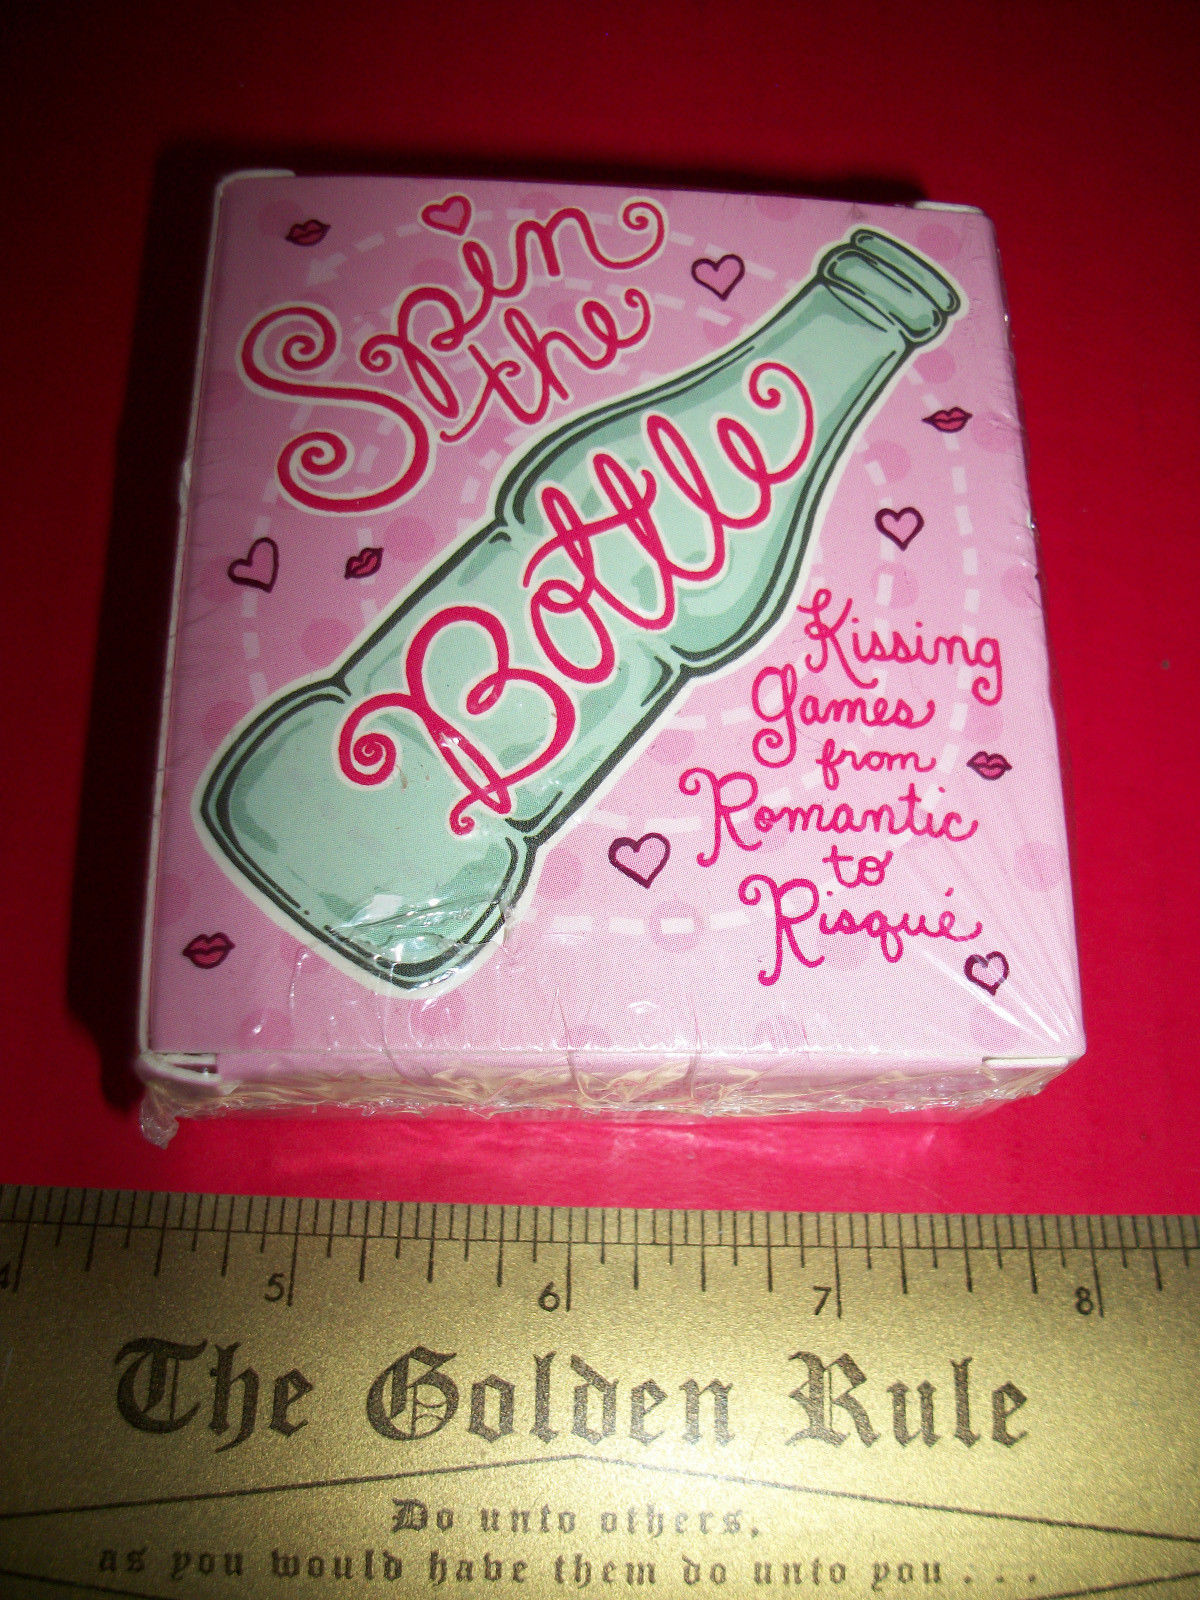 Spin
the
Bottle
Kissing
Games
from
Romantic
to
Risqué
4 5 6 7 8
The Golden Rule
Do unto others,
as you would have them do unto you . . .